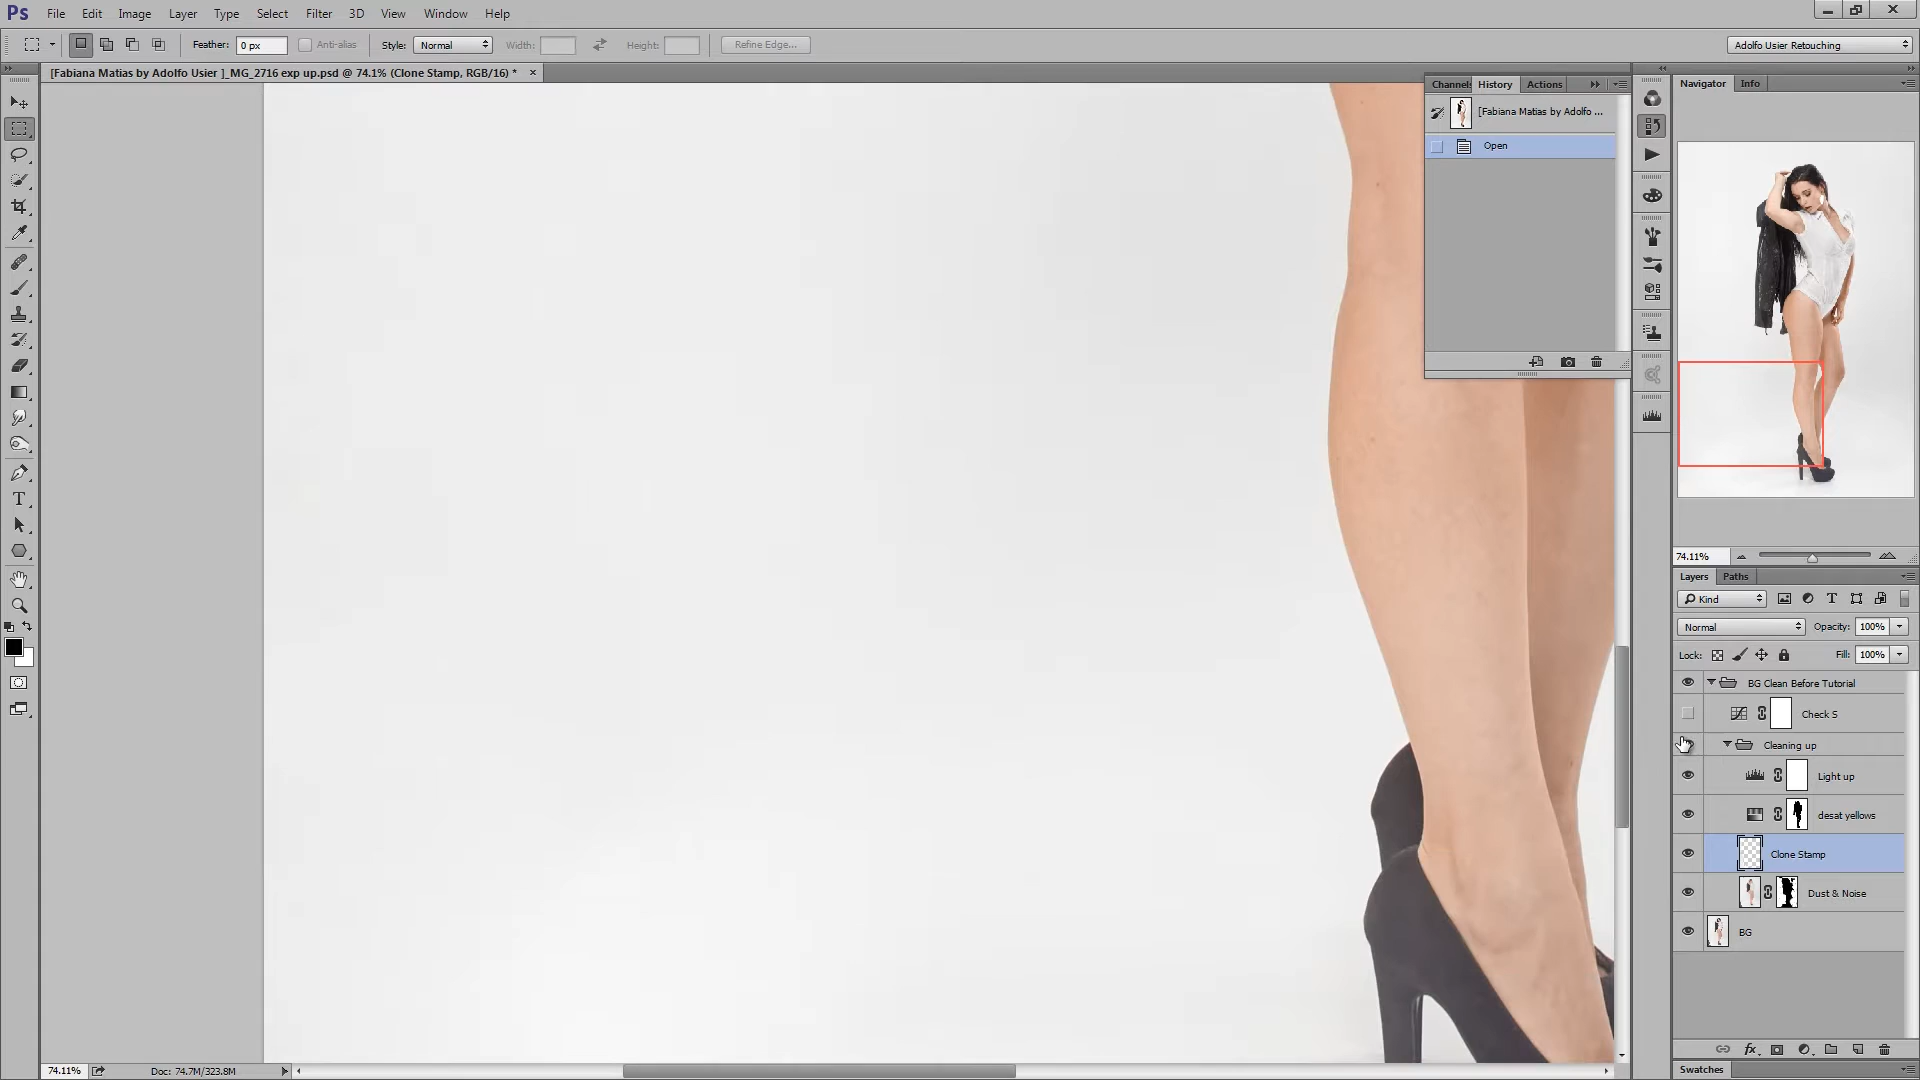 Ps File Edit Image Layer Type Select Filter 3D View Window Help
Feather: 0 px Anti-alias Style: Normal Width: Height: Refine Edge... Adolfo Usier Retouching
[Fabiana Matias by Adolfo Usier ]_MG_2716 exp up.psd @ 74.1% (Clone Stamp, RGB/16) *
Channels History Actions
[Fabiana Matias by Adolfo ...
Open
Navigator Info
74.11%
Layers Paths
Kind
Normal Opacity: 100%
Lock: Fill: 100%
BG Clean Before Tutorial
Check S
Cleaning up
Light up
desat yellows
Clone Stamp
Dust & Noise
BG
fx
74.11% Doc: 74.7M/323.8M
Swatches